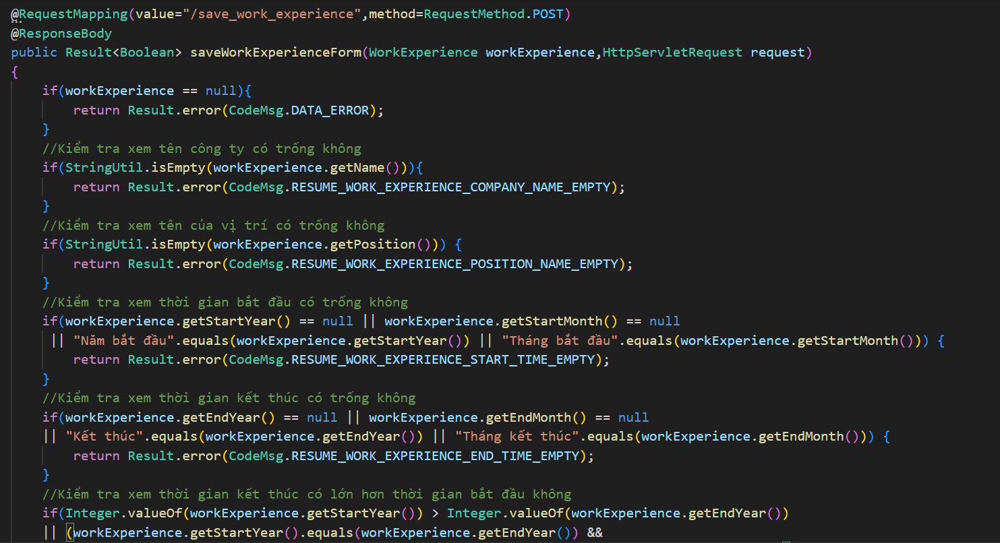 @RequestMapping(value="/save_work_experience",method=RequestMethod.POST)
@ResponseBody
public Result<Boolean> saveWorkExperienceForm(WorkExperience workExperience,HttpServletRequest request)
{
    if(workExperience == null){
        return Result.error(CodeMsg.DATA_ERROR);
    }
    //Kiểm tra xem tên công ty có trống không
    if(StringUtil.isEmpty(workExperience.getName())){
        return Result.error(CodeMsg.RESUME_WORK_EXPERIENCE_COMPANY_NAME_EMPTY);
    }
    //Kiểm tra xem tên của vị trí có trống không
    if(StringUtil.isEmpty(workExperience.getPosition())) {
        return Result.error(CodeMsg.RESUME_WORK_EXPERIENCE_POSITION_NAME_EMPTY);
    }
    //Kiểm tra xem thời gian bắt đầu có trống không
    if(workExperience.getStartYear() == null || workExperience.getStartMonth() == null
     || "Năm bắt đầu".equals(workExperience.getStartYear()) || "Tháng bắt đầu".equals(workExperience.getStartMonth())) {
        return Result.error(CodeMsg.RESUME_WORK_EXPERIENCE_START_TIME_EMPTY);
    }
    //Kiểm tra xem thời gian kết thúc có trống không
    if(workExperience.getEndYear() == null || workExperience.getEndMonth() == null
    || "Kết thúc".equals(workExperience.getEndYear()) || "Tháng kết thúc".equals(workExperience.getEndMonth())) {
        return Result.error(CodeMsg.RESUME_WORK_EXPERIENCE_END_TIME_EMPTY);
    }
    //Kiểm tra xem thời gian kết thúc có lớn hơn thời gian bắt đầu không
    if(Integer.valueOf(workExperience.getStartYear()) > Integer.valueOf(workExperience.getEndYear())
    || (workExperience.getStartYear().equals(workExperience.getEndYear()) &&